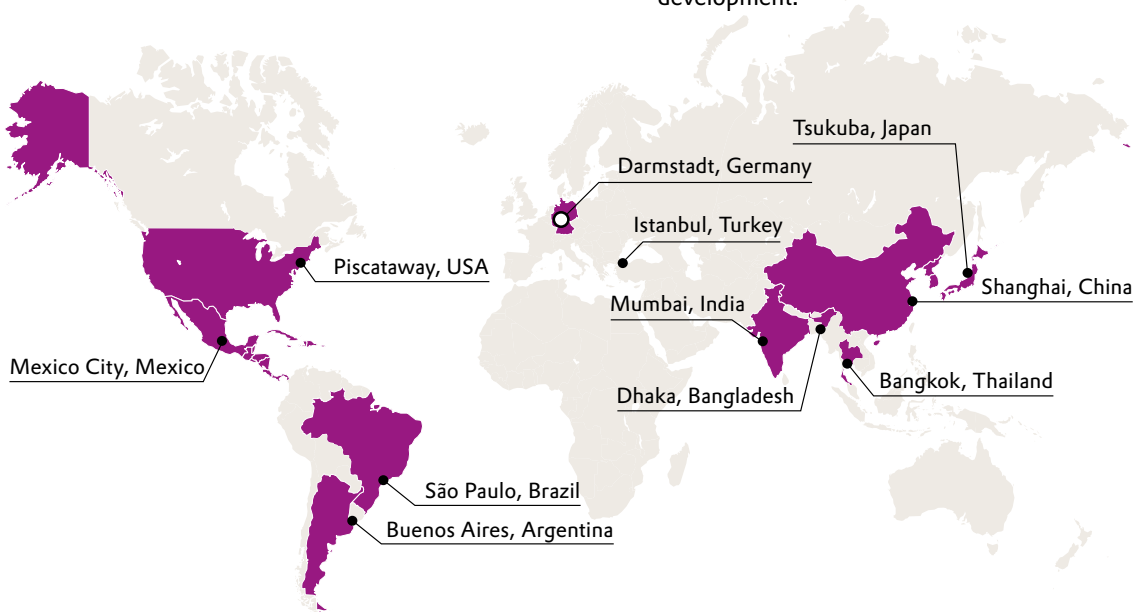 development.
Tsukuba, Japan
Darmstadt, Germany
Istanbul, Turkey
Piscataway, USA
Shanghai, China
Mumbai, India
Mexico City, Mexico
Bangkok, Thailand
Dhaka, Bangladesh
São Paulo, Brazil
Buenos Aires, Argentina